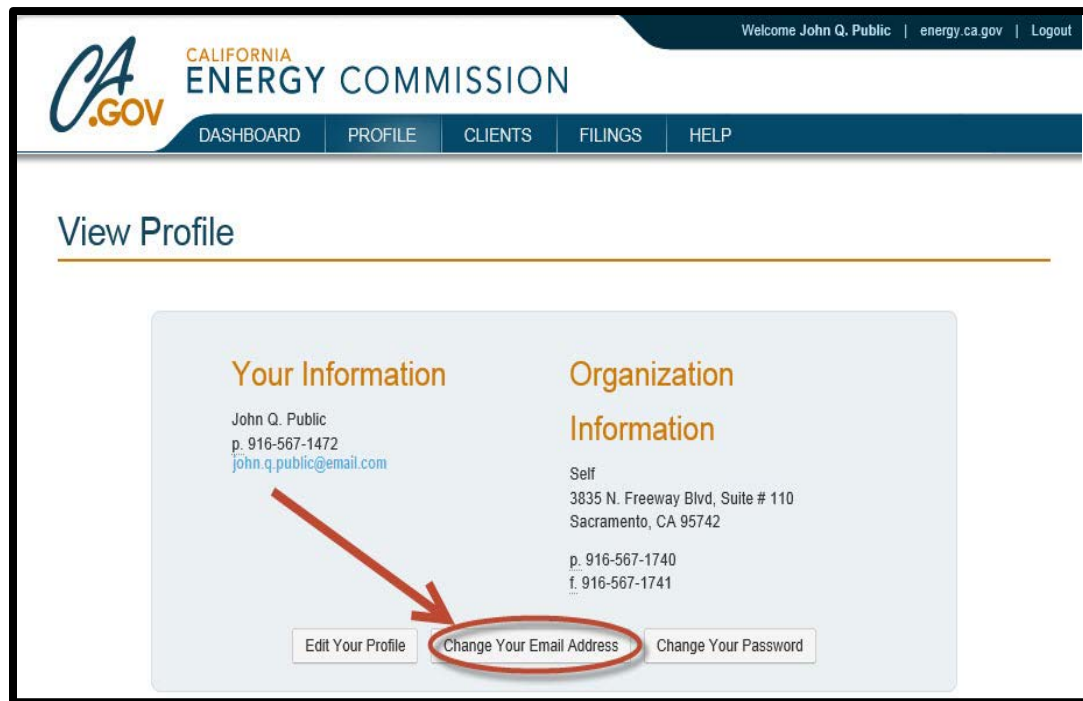 Welcome John Q. Public | energy.ca.gov | Logout
CA.GOV
CALIFORNIA
ENERGY COMMISSION
DASHBOARD PROFILE CLIENTS FILINGS HELP
View Profile
Your Information
John Q. Public
p. 916-567-1472
john.q.public@email.com
Organization
Information
Self
3835 N. Freeway Blvd, Suite # 110
Sacramento, CA 95742
p. 916-567-1740
f. 916-567-1741
Edit Your Profile Change Your Email Address Change Your Password